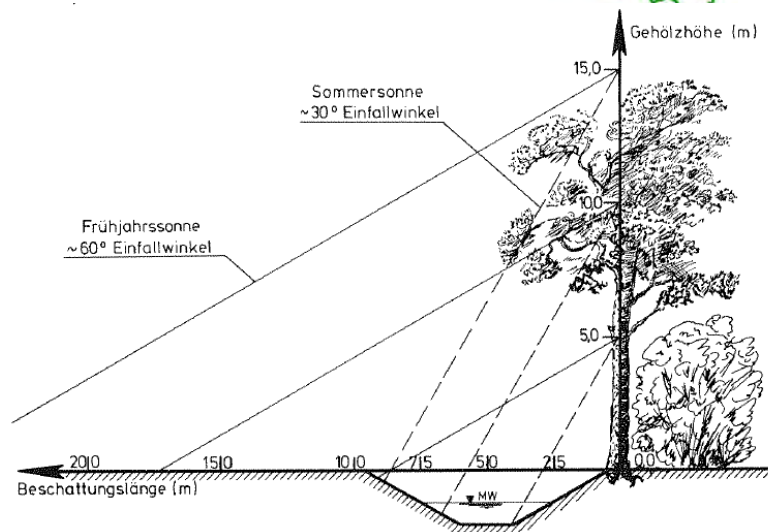 Gehölzhöhe (m)
15,0
Sommersonne
~30° Einfallwinkel
10,0
Frühjahrssonne
~60° Einfallwinkel
5,0
20,0 15,0 10,0 7,5 5,0 2,5 0,0
Beschattungslänge (m)
MW